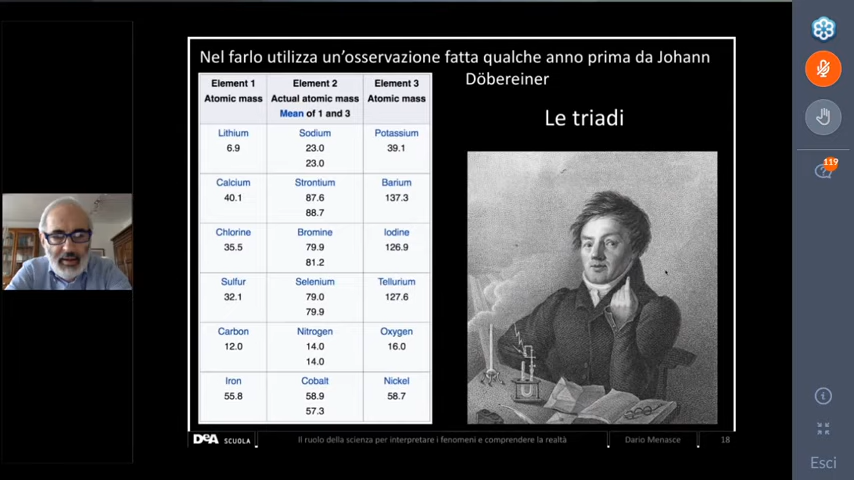 Nel farlo utilizza un'osservazione fatta qualche anno prima da Johann
Döbereiner
Le triadi
Element 1 Element 2 Element 3
Atomic mass Actual atomic mass Atomic mass
Mean of 1 and 3
Lithium Sodium Potassium
6.9 23.0 39.1
23.0
Calcium Strontium Barium
40.1 87.6 137.3
88.7
Chlorine Bromine Iodine
35.5 79.9 126.9
81.2
Sulfur Selenium Tellurium
32.1 79.0 127.6
79.9
Carbon Nitrogen Oxygen
12.0 14.0 16.0
14.0
Iron Cobalt Nickel
55.8 58.9 58.7
57.3
DeA SCUOLA Il ruolo della scienza per interpretare i fenomeni e comprendere la realtà Dario Menasce 18
119
Esci